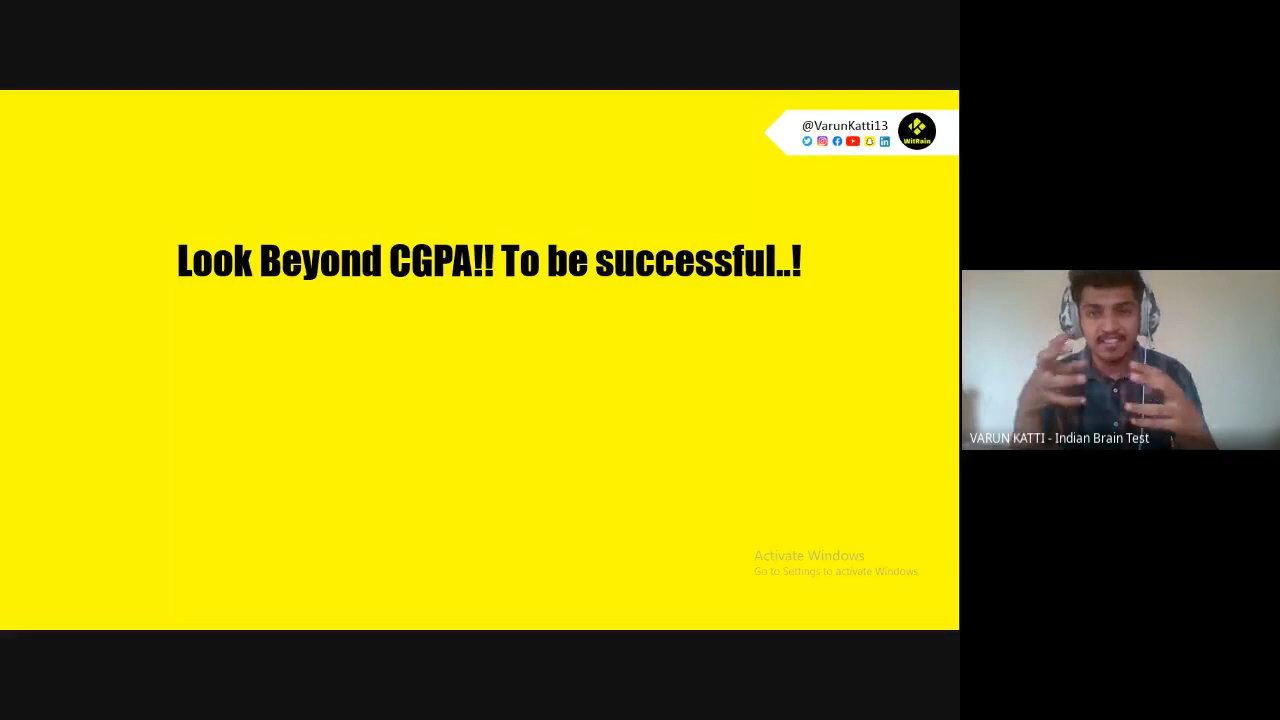 @VarunKatti13
WitRain
Look Beyond CGPA!! To be successful..!
VARUN KATTI - Indian Brain Test
Activate Windows
Go to Settings to activate Windows.